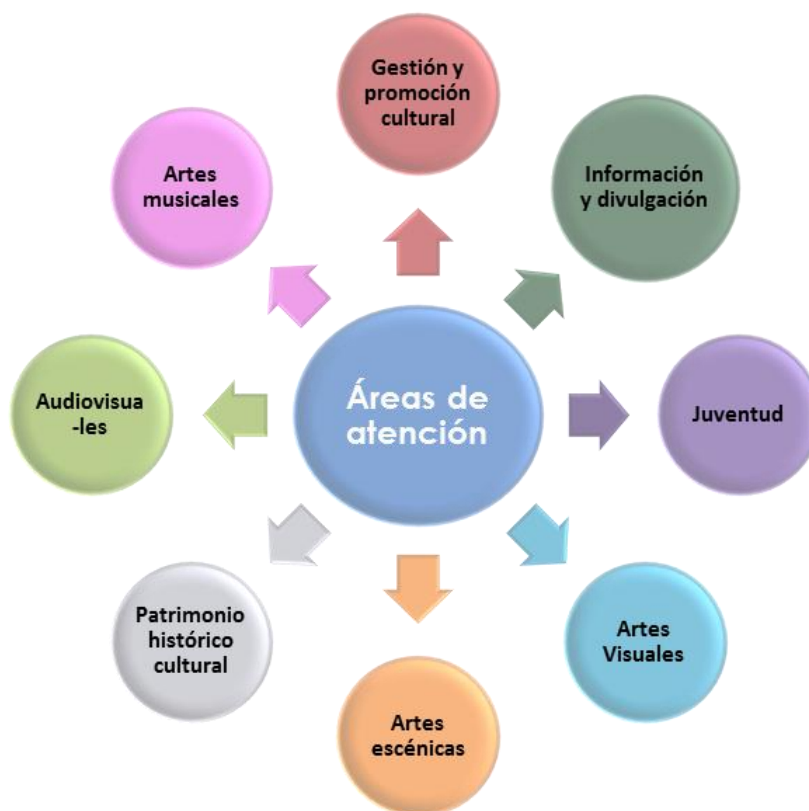 Gestión y
promoción
cultural
Información
y divulgación
Juventud
Artes
Visuales
Artes
escénicas
Patrimonio
histórico
cultural
Audiovisua
-les
Artes
musicales
Áreas de
atención